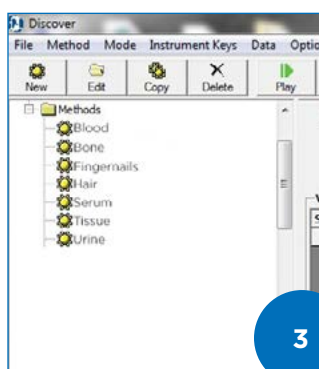 Discover
File Method Mode Instrument Keys Data
New Edit Copy Delete Play
Methods
Blood
Bone
Fingernails
Hair
Serum
Tissue
Urine
3